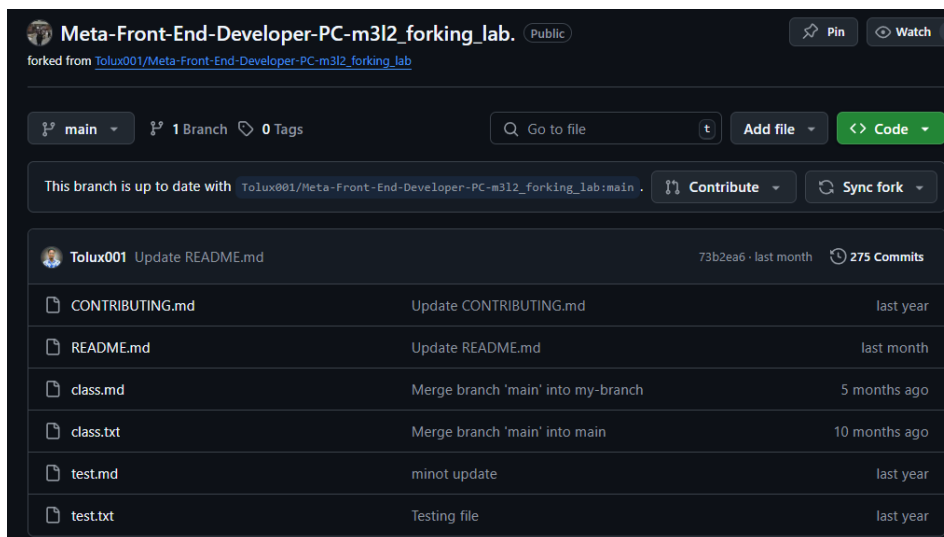 Meta-Front-End-Developer-PC-m3l2_forking_lab. Public Pin Watch
forked from Tolux001/Meta-Front-End-Developer-PC-m3l2_forking_lab
main 1 Branch 0 Tags Go to file t Add file Code
This branch is up to date with Tolux001/Meta-Front-End-Developer-PC-m3l2_forking_lab:main . Contribute Sync fork
Tolux001 Update README.md 73b2ea6 · last month 275 Commits
CONTRIBUTING.md Update CONTRIBUTING.md last year
README.md Update README.md last month
class.md Merge branch 'main' into my-branch 5 months ago
class.txt Merge branch 'main' into main 10 months ago
test.md minot update last year
test.txt Testing file last year